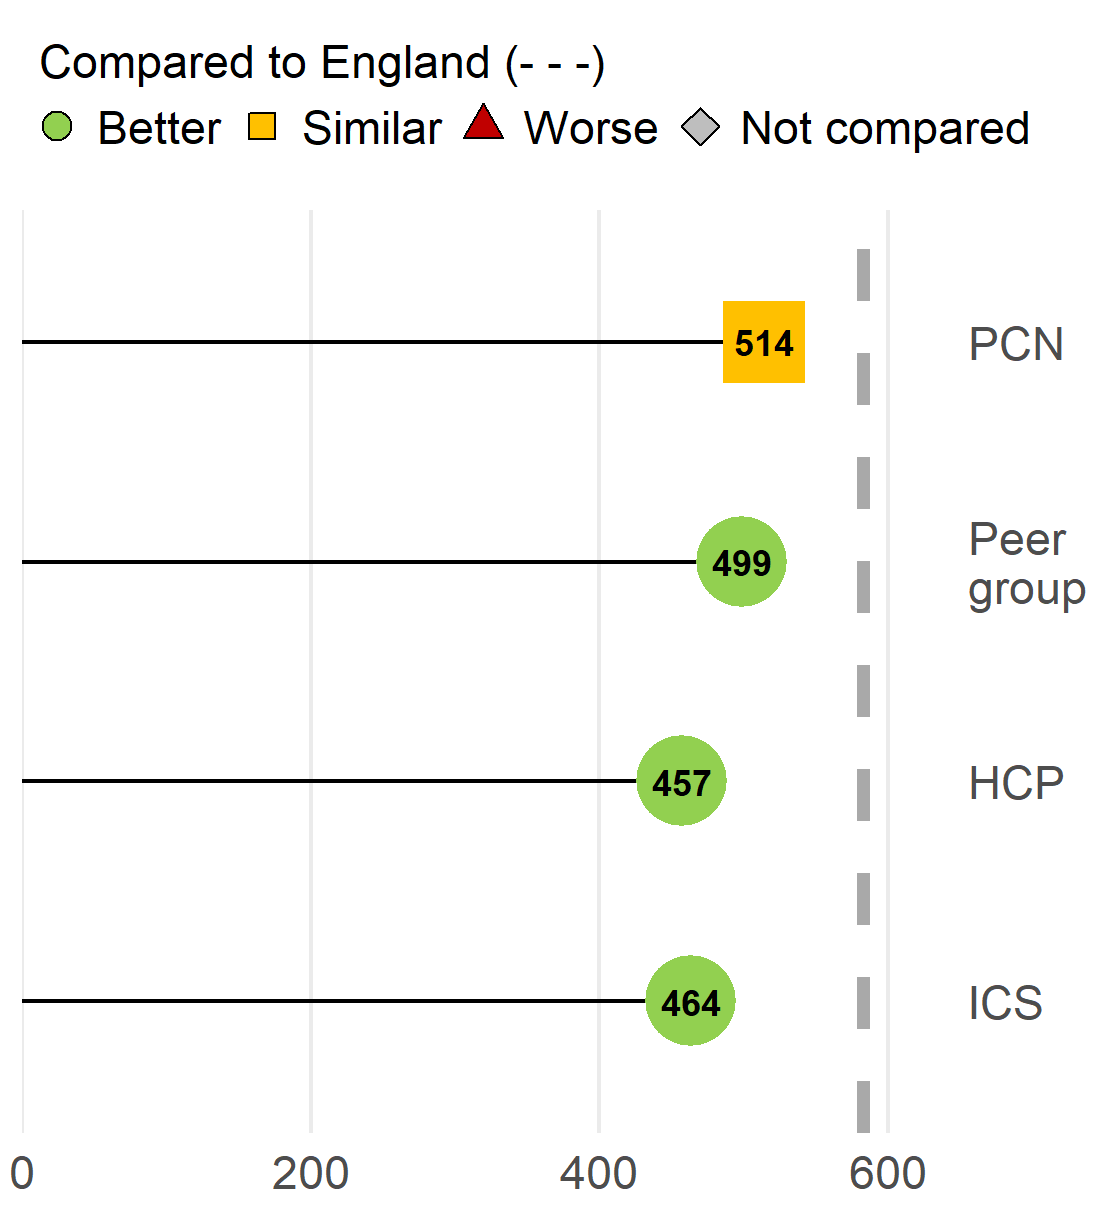 Compared to England (- - -)
Better Similar Worse Not compared
514 PCN
499 Peer
group
457 HCP
464 ICS
0 200 400 600